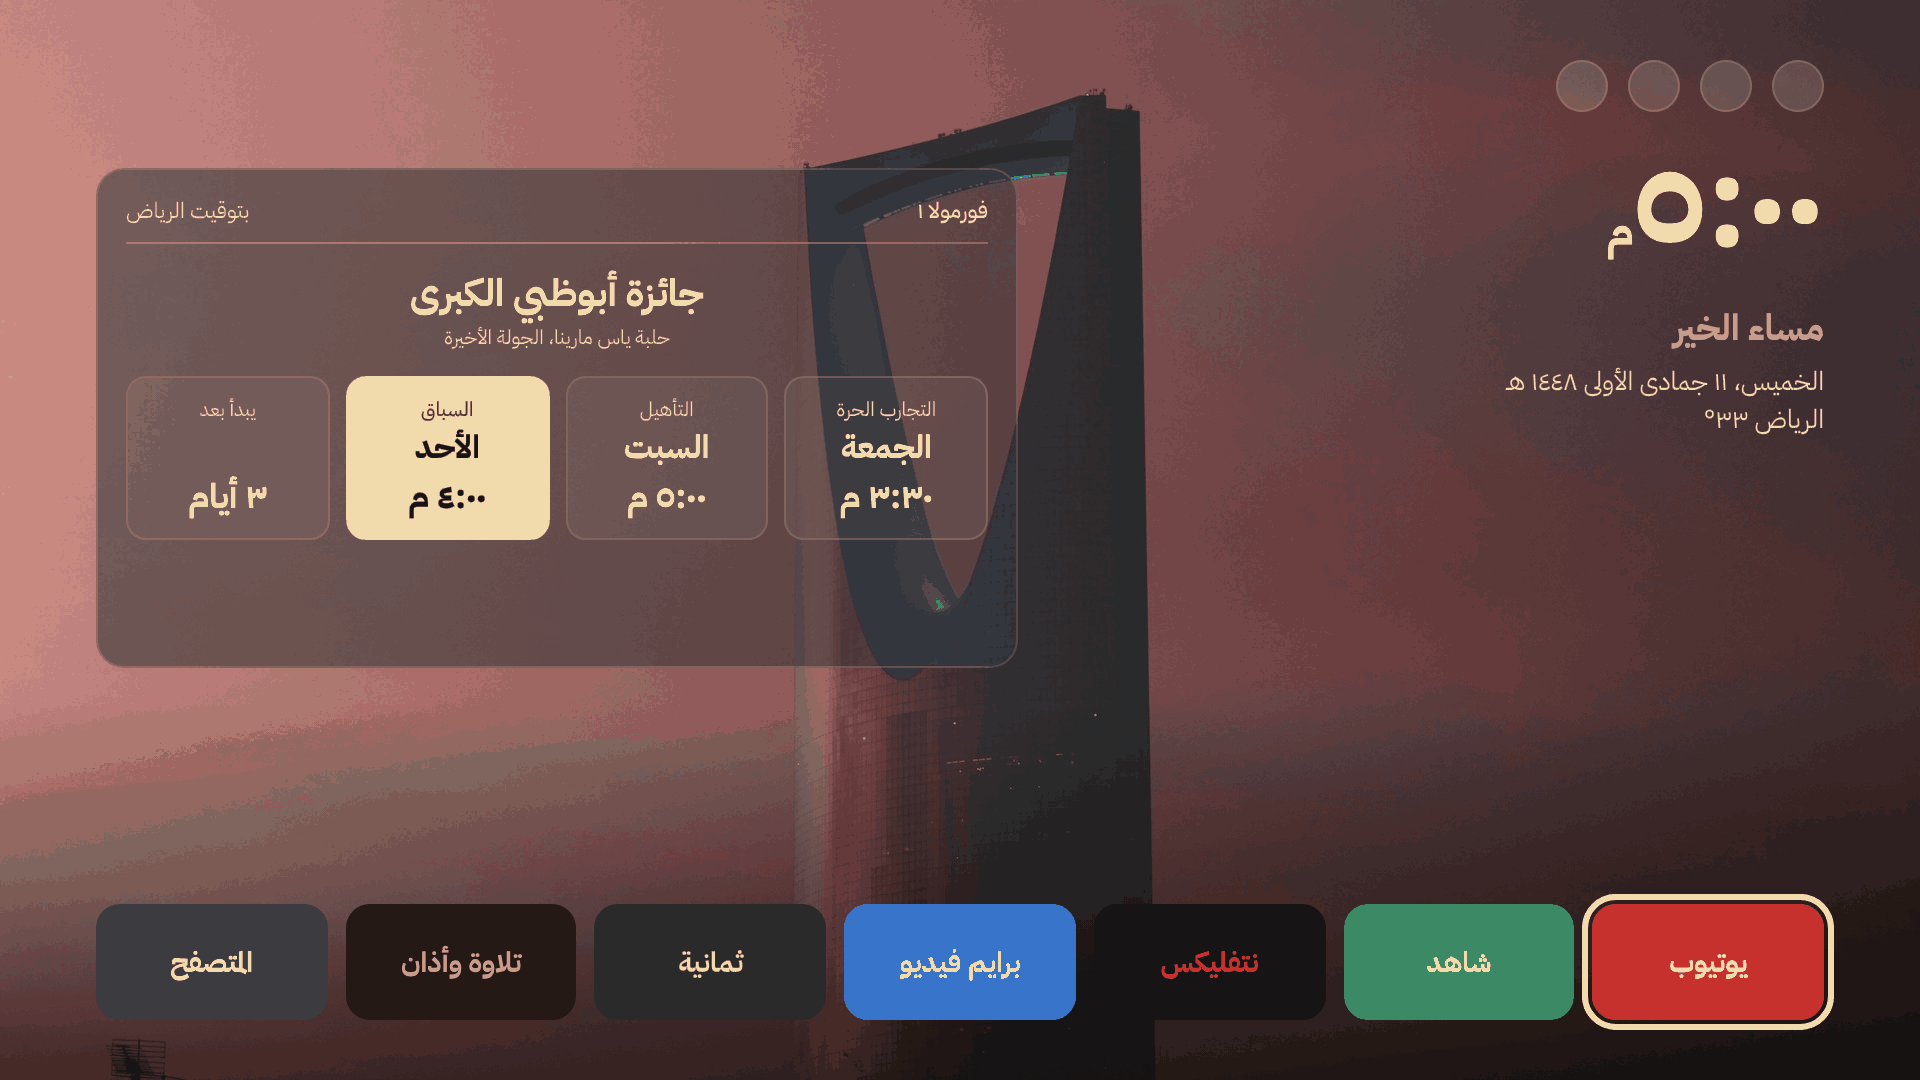 ٥:٠٠ م
مساء الخير
الخميس، ١١ جمادى الأولى ١٤٤٨ هـ
الرياض ٣٣°
فورمولا ١
بتوقيت الرياض
جائزة أبوظبي الكبرى
حلبة ياس مارينا، الجولة الأخيرة
التجارب الحرة
الجمعة
٣:٣٠ م
التأهيل
السبت
٥:٠٠ م
السباق
الأحد
٤:٠٠ م
يبدأ بعد
٣ أيام
يوتيوب
شاهد
نتفليكس
برايم فيديو
ثمانية
تلاوة وأذان
المتصفح